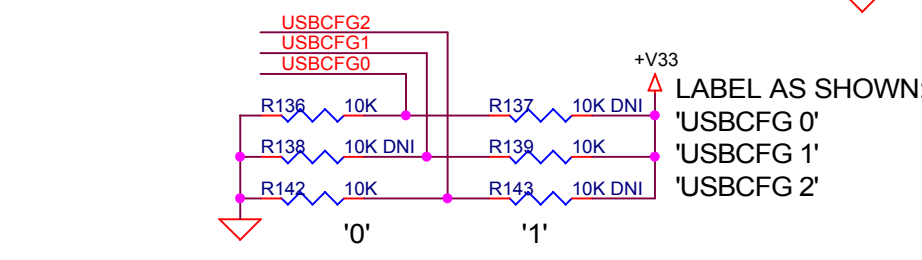 USBCFG2
USBCFG1
USBCFG0
+V33
LABEL AS SHOWN:
R136 10K R137 10K DNI 'USBCFG 0'
R138 10K DNI R139 10K 'USBCFG 1'
R142 10K R143 10K DNI 'USBCFG 2'
'0' '1'